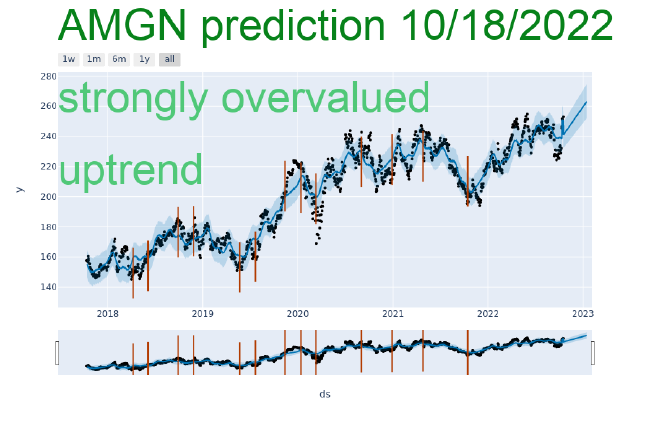 AMGN prediction 10/18/2022
1w 1m 6m 1y all
280
strongly overvalued
260
240
uptrend
220
y
200
180
160
140
2018 2019 2020 2021 2022 2023
ds